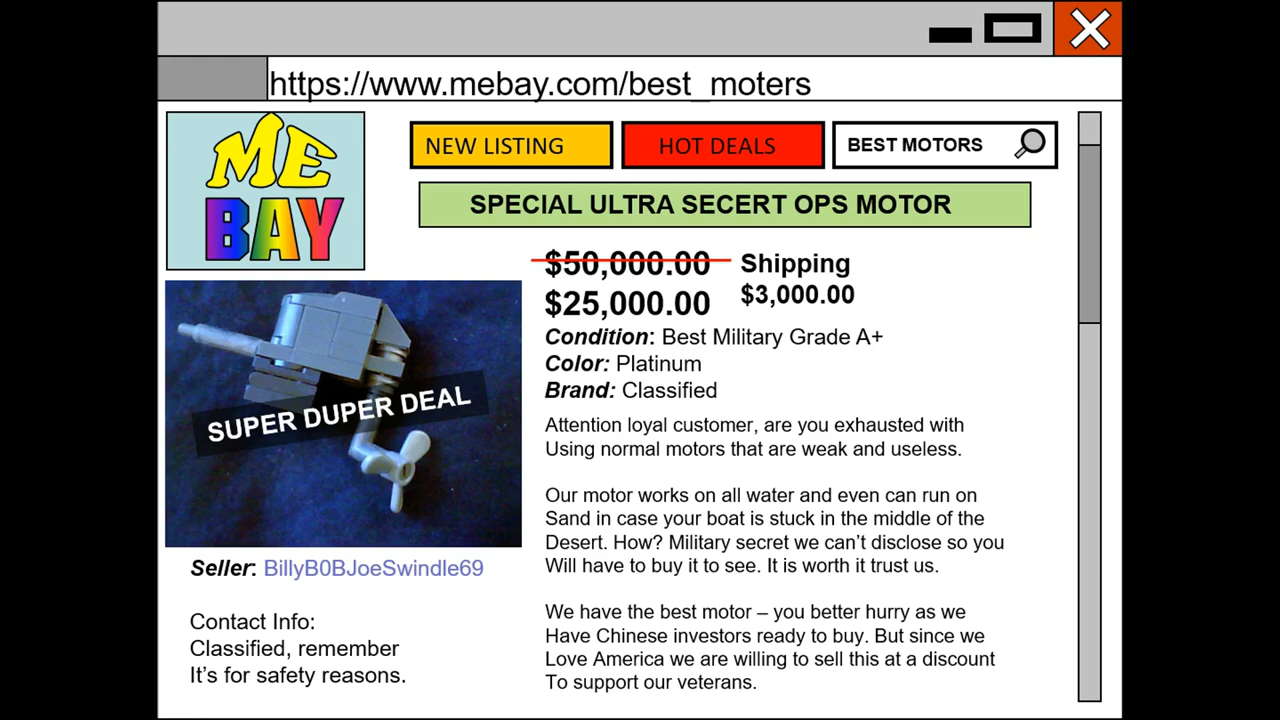 https://www.mebay.com/best_moters
ME
BAY
NEW LISTING
HOT DEALS
BEST MOTORS
SPECIAL ULTRA SECERT OPS MOTOR
$50,000.00
$25,000.00
Shipping
$3,000.00
Condition: Best Military Grade A+
Color: Platinum
Brand: Classified
SUPER DUPER DEAL
Attention loyal customer, are you exhausted with
Using normal motors that are weak and useless.
Our motor works on all water and even can run on
Sand in case your boat is stuck in the middle of the
Desert. How? Military secret we can’t disclose so you
Will have to buy it to see. It is worth it trust us.
We have the best motor – you better hurry as we
Have Chinese investors ready to buy. But since we
Love America we are willing to sell this at a discount
To support our veterans.
Seller: BillyB0BJoeSwindle69
Contact Info:
Classified, remember
It’s for safety reasons.